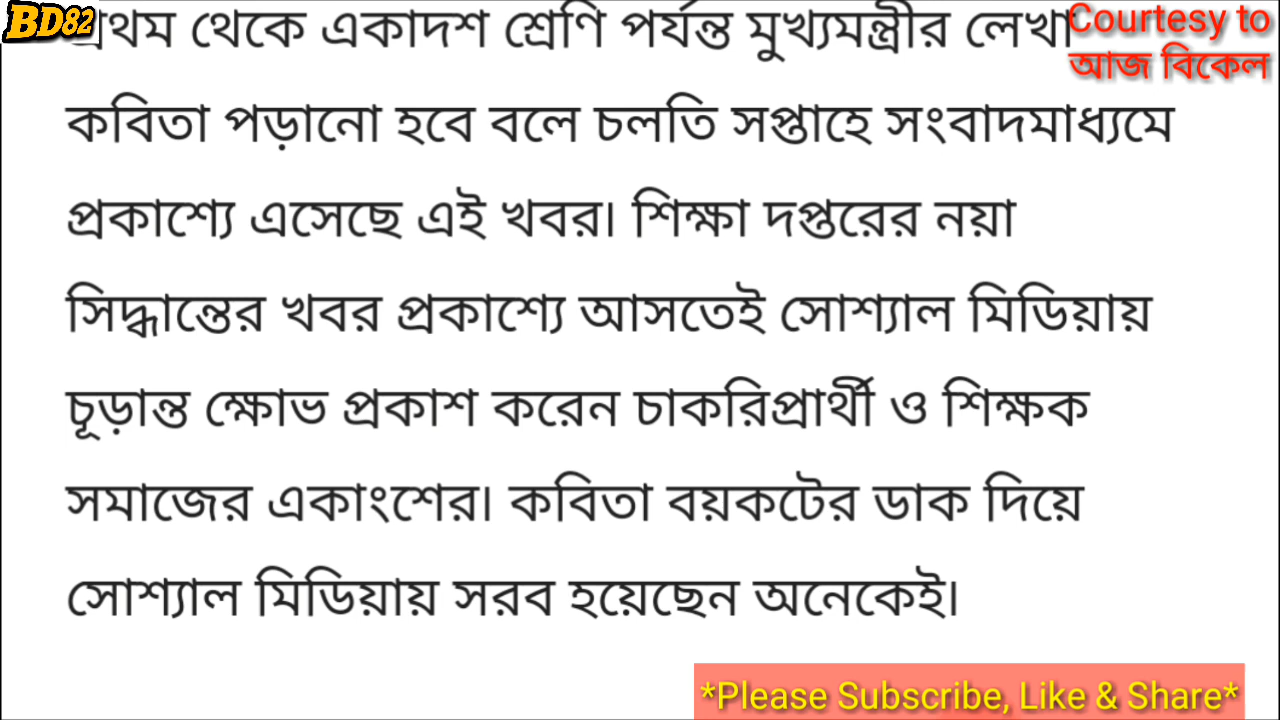 BD82
প্রথম থেকে একাদশ শ্রেণি পর্যন্ত মুখ্যমন্ত্রীর লেখা
Courtesy to
আজ বিকেল
কবিতা পড়ানো হবে বলে চলতি সপ্তাহে সংবাদমাধ্যমে
প্রকাশ্যে এসেছে এই খবর। শিক্ষা দপ্তরের নয়া
সিদ্ধান্তের খবর প্রকাশ্যে আসতেই সোশ্যাল মিডিয়ায়
চূড়ান্ত ক্ষোভ প্রকাশ করেন চাকরিপ্রার্থী ও শিক্ষক
সমাজের একাংশের। কবিতা বয়কটের ডাক দিয়ে
সোশ্যাল মিডিয়ায় সরব হয়েছেন অনেকেই।
*Please Subscribe, Like & Share*